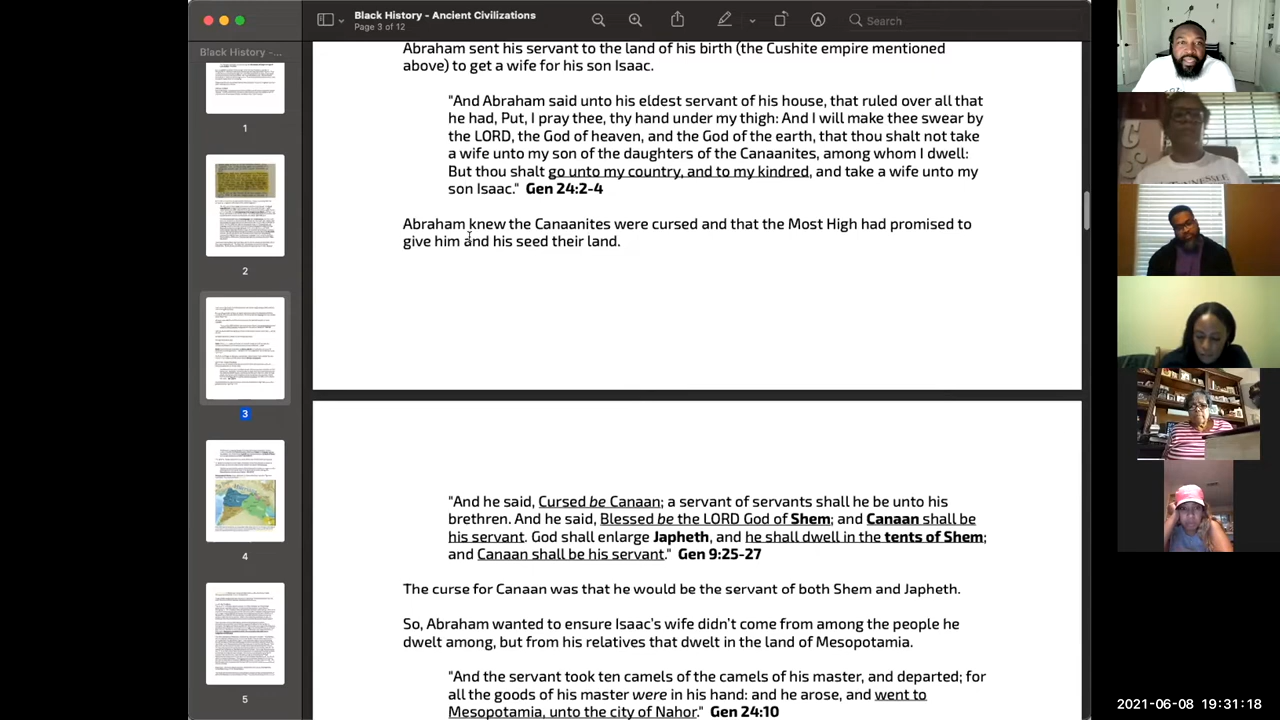 Black History - Ancient Civilizations
Page 3 of 12
Search
Black History -...
1
2
3
4
5
Abraham sent his servant to the land of his birth (the Cushite empire mentioned
above) to get a wife for his son Isaac.
"And Abraham said unto his eldest servant of his house, that ruled over all that
he had, Put, I pray thee, thy hand under my thigh: And I will make thee swear by
the LORD, the God of heaven, and the God of the earth, that thou shalt not take
a wife unto my son of the daughters of the Canaanites, among whom I dwell:
But thou shalt go unto my country, and to my kindred, and take a wife unto my
son Isaac." Gen 24:2-4
Abraham knew the Canaanites were cursed and that the Most High had promised to
give him and his seed their land.
"And he said, Cursed be Canaan; a servant of servants shall he be unto his
brethren. And he said, Blessed be the LORD God of Shem; and Canaan shall be
his servant. God shall enlarge Japheth, and he shall dwell in the tents of Shem;
and Canaan shall be his servant." Gen 9:25-27
The curse for Canaan was that he would be the servant of both Shem and Japheth.
So, Abraham wanted to ensure Isaac's wife didn't come from among the people he
dwelt with, but his ancestors who dwelt in the land of Mesopotamia.
"And the servant took ten camels of the camels of his master, and departed; for
all the goods of his master were in his hand: and he arose, and went to
Mesopotamia, unto the city of Nahor." Gen 24:10
2021-06-08 19:31:18